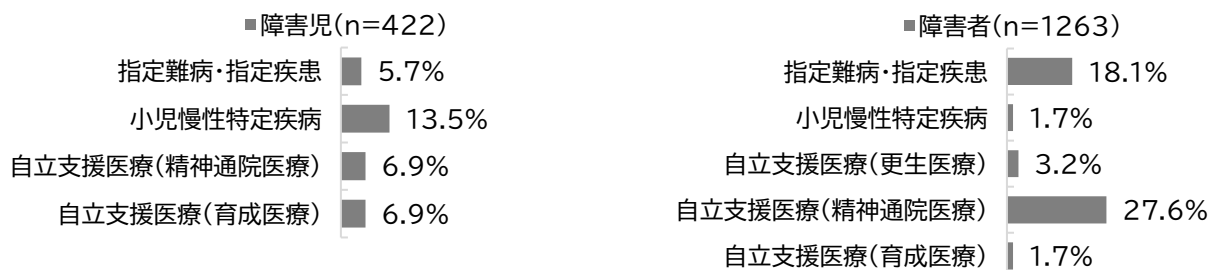 ■障害児(n=422)
指定難病・指定疾患 5.7%
小児慢性特定疾病 13.5%
自立支援医療(精神通院医療) 6.9%
自立支援医療(育成医療) 6.9%
■障害者(n=1263)
指定難病・指定疾患 18.1%
小児慢性特定疾病 1.7%
自立支援医療(更生医療) 3.2%
自立支援医療(精神通院医療) 27.6%
自立支援医療(育成医療) 1.7%